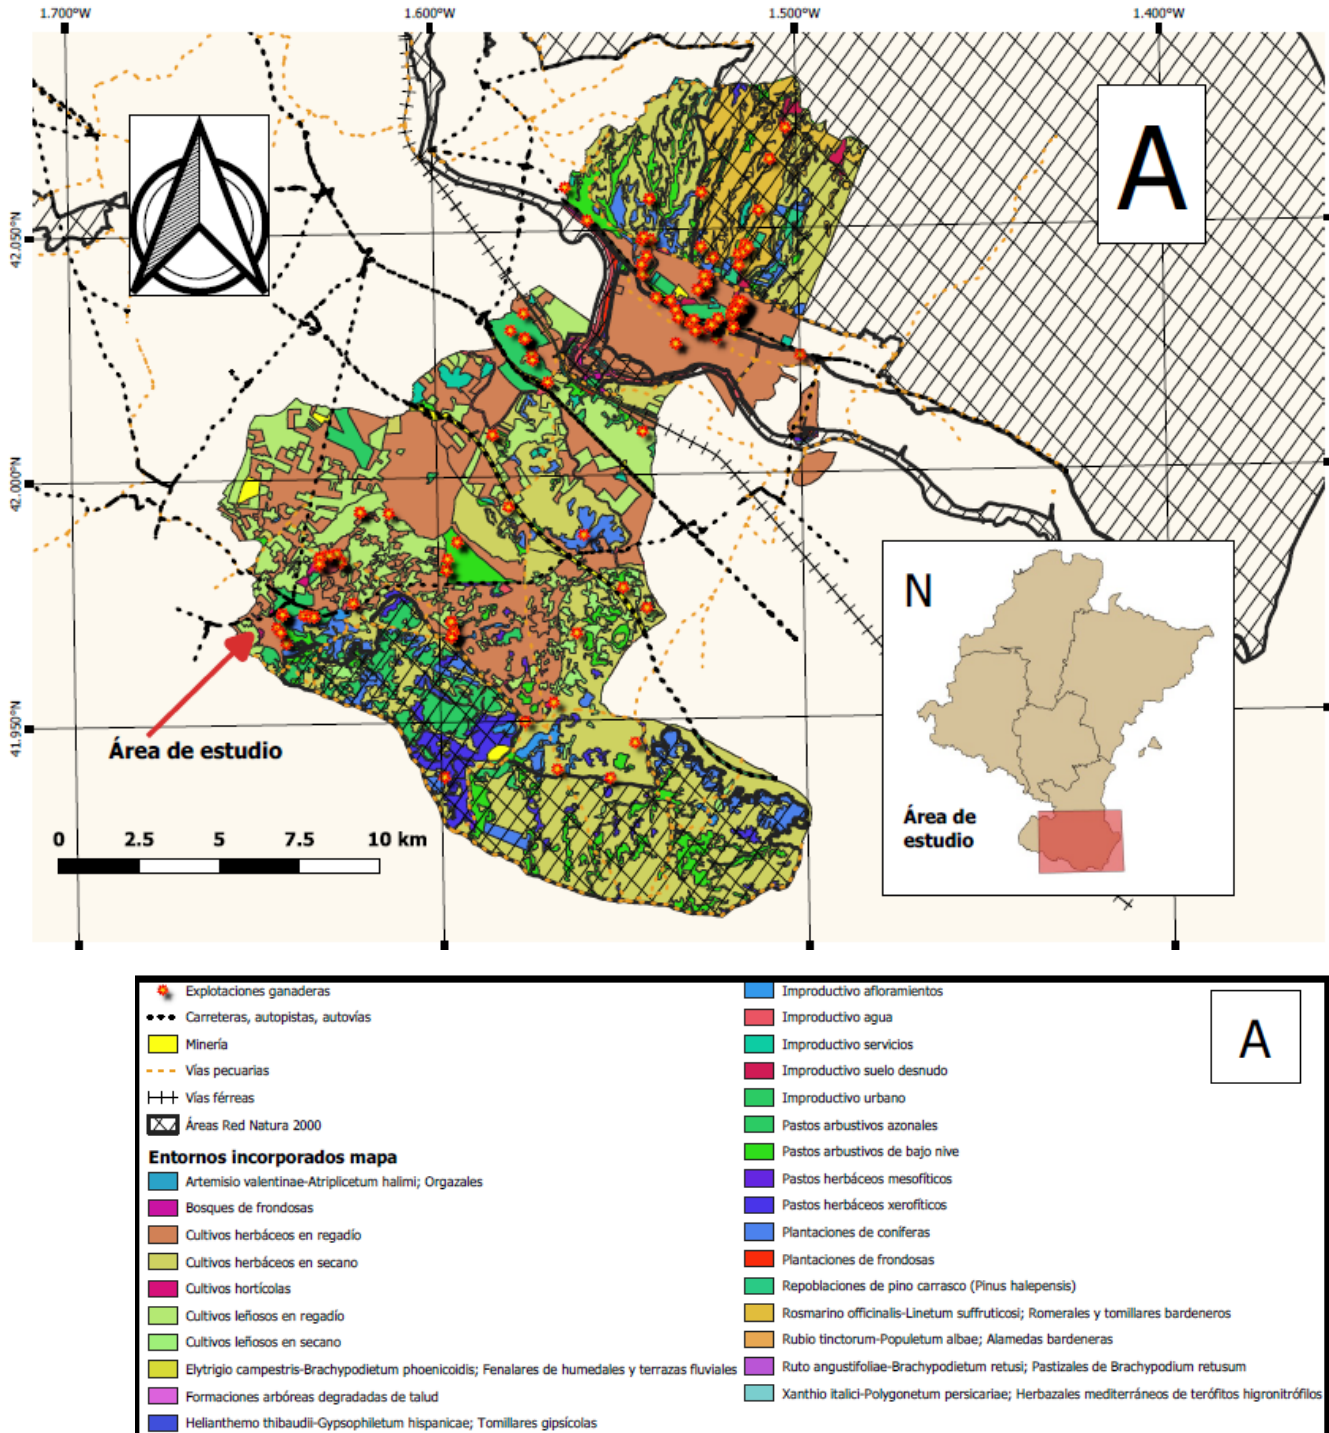 1.700°W 1.600°W 1.500°W 1.400°W
A
42.050°N
42.000°N
41.950°N
Área de estudio
0 2.5 5 7.5 10 km
N
Área de
estudio
A
Explotaciones ganaderas
Carreteras, autopistas, autovías
Minería
Vías pecuarias
Vías férreas
Áreas Red Natura 2000
Entornos incorporados mapa
Artemisio valentinae-Atriplicetum halimi; Orgazales
Bosques de frondosas
Cultivos herbáceos en regadío
Cultivos herbáceos en secano
Cultivos hortícolas
Cultivos leñosos en regadío
Cultivos leñosos en secano
Elytrigio campestris-Brachypodietum phoenicoidis; Fenalares de humedales y terrazas fluviales
Formaciones arbóreas degradadas de talud
Helianthemo thibaudii-Gypsophiletum hispanicae; Tomillares gipsícolas
Improductivo afloramientos
Improductivo agua
Improductivo servicios
Improductivo suelo desnudo
Improductivo urbano
Pastos arbustivos azonales
Pastos arbustivos de bajo nive
Pastos herbáceos mesofíticos
Pastos herbáceos xerofíticos
Plantaciones de coníferas
Plantaciones de frondosas
Repoblaciones de pino carrasco (Pinus halepensis)
Rosmarino officinalis-Linetum suffruticosi; Romerales y tomillares bardeneros
Rubio tinctorum-Populetum albae; Alamedas bardeneras
Ruto angustifoliae-Brachypodietum retusi; Pastizales de Brachypodium retusum
Xanthio italici-Polygonetum persicariae; Herbazales mediterráneos de terófitos higronitrófilos